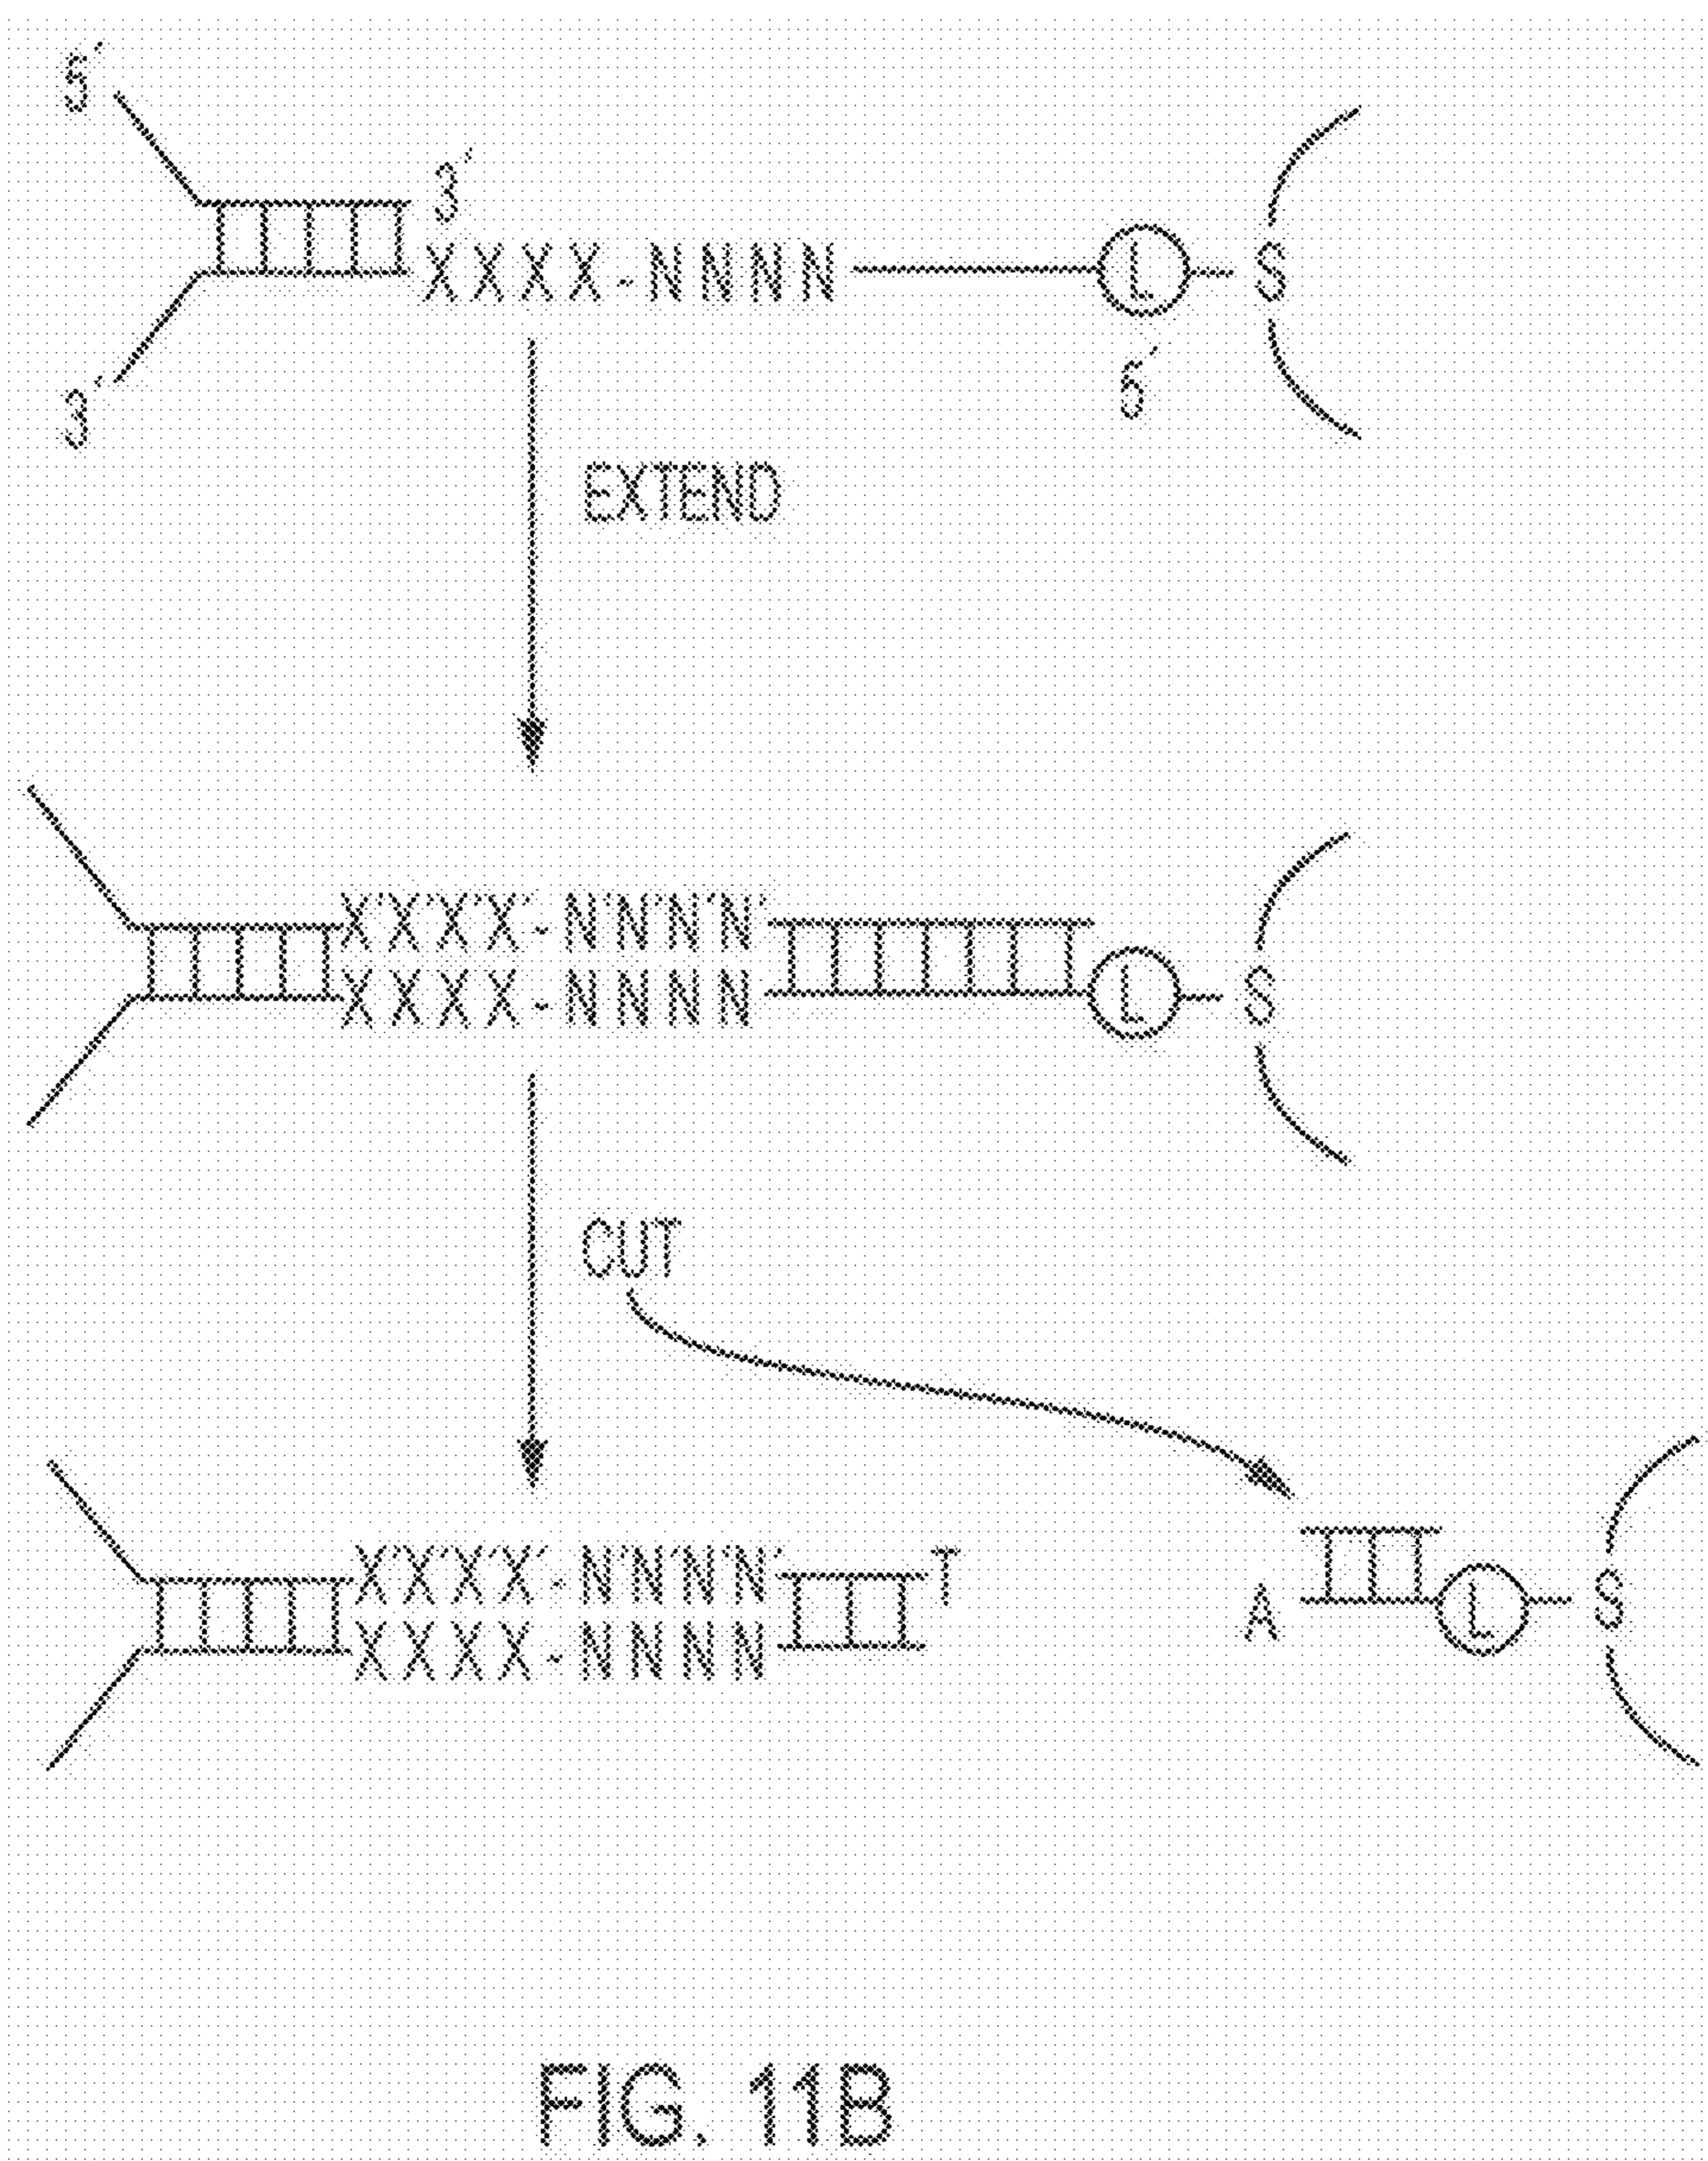 5´
3´
XXXX-NNNN L S
3´
5´
EXTEND
X´X´X´X´-N´N´N´N´
XXXX-NNNN L S
CUT
X´X´X´X´-N´N´N´N´ T
XXXX-NNNN
A L S
FIG. 11B